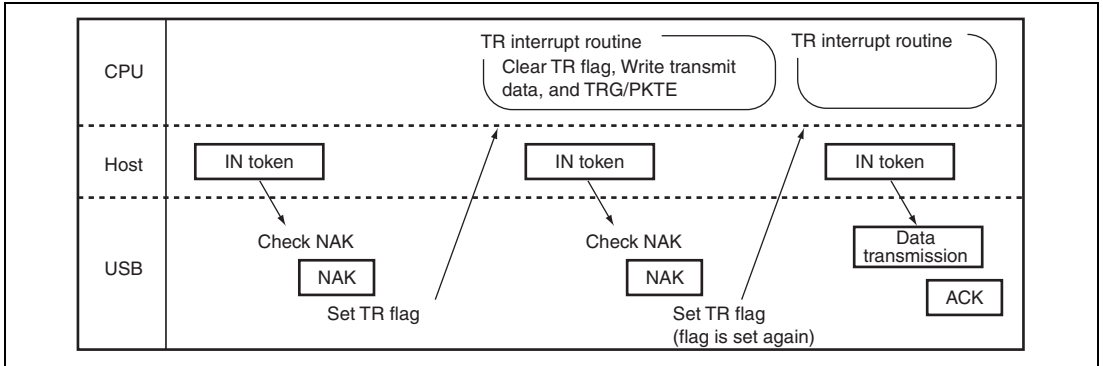 TR interrupt routine
Clear TR flag, Write transmit
data, and TRG/PKTE
TR interrupt routine
CPU
Host
IN token
IN token
IN token
USB
Check NAK
NAK
Set TR flag
Check NAK
NAK
Set TR flag
(flag is set again)
Data
transmission
ACK